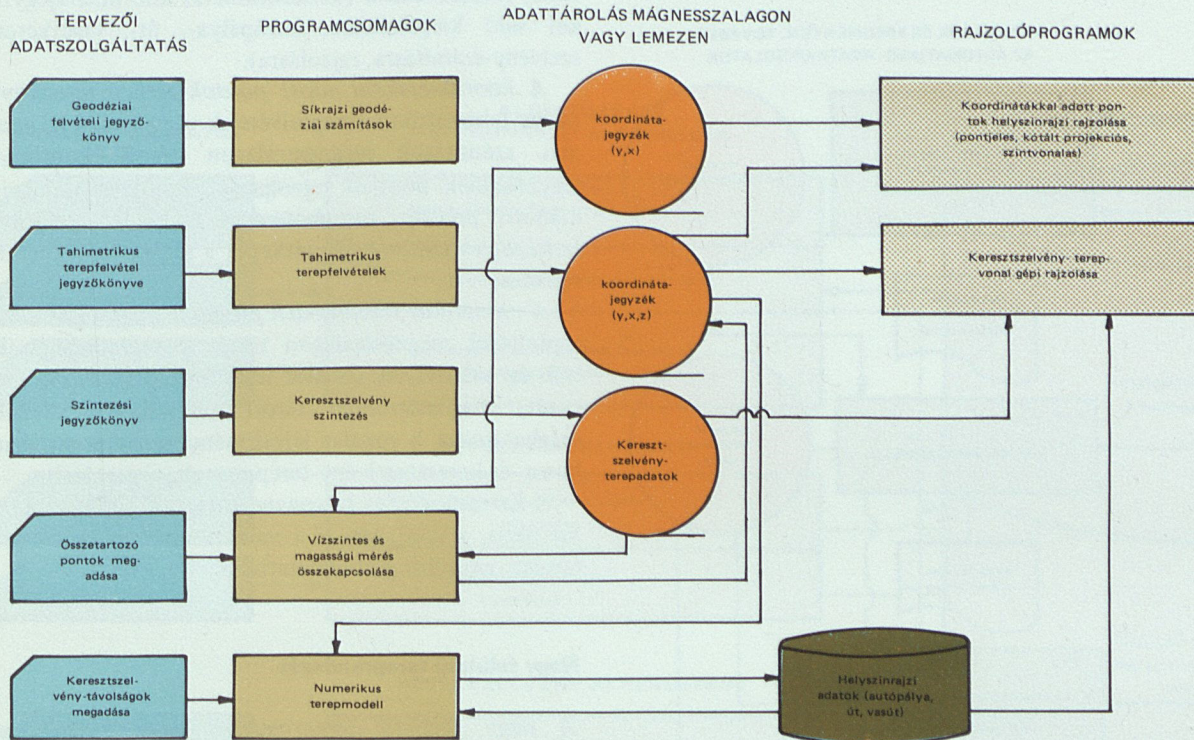 TERVEZŐI
ADATSZOLGÁLTATÁS
PROGRAMCSOMAGOK
ADATTÁROLÁS MÁGNESSZALAGON
VAGY LEMEZEN
RAJZOLÓPROGRAMOK
Geodéziai
felvételi jegyző-
könyv
Síkrajzi geodé-
ziai számítások
koordináta-
jegyzék
(y,x)
Koordinátákkal adott pon-
tok helyszinrajzi rajzolása
(pontjeles, kótált projekciós,
szintvonalas)
Tahimetrikus
terepfelvétel
jegyzőkönyve
Tahimetrikus
terepfelvételek
koordináta-
jegyzék
(y,x,z)
Keresztszelvény- terep-
vonal gépi rajzolása
Szintezési
jegyzőkönyv
Keresztszelvény
szintezés
Kereszt-
szelvény-
terepadatok
Összetartozó
pontok meg-
adása
Vízszintes és
magassági mérés
összekapcsolása
Keresztszel-
vény-távolságok
megadása
Numerikus
terepmodell
Helyszinrajzi
adatok (autópálya,
út, vasút)